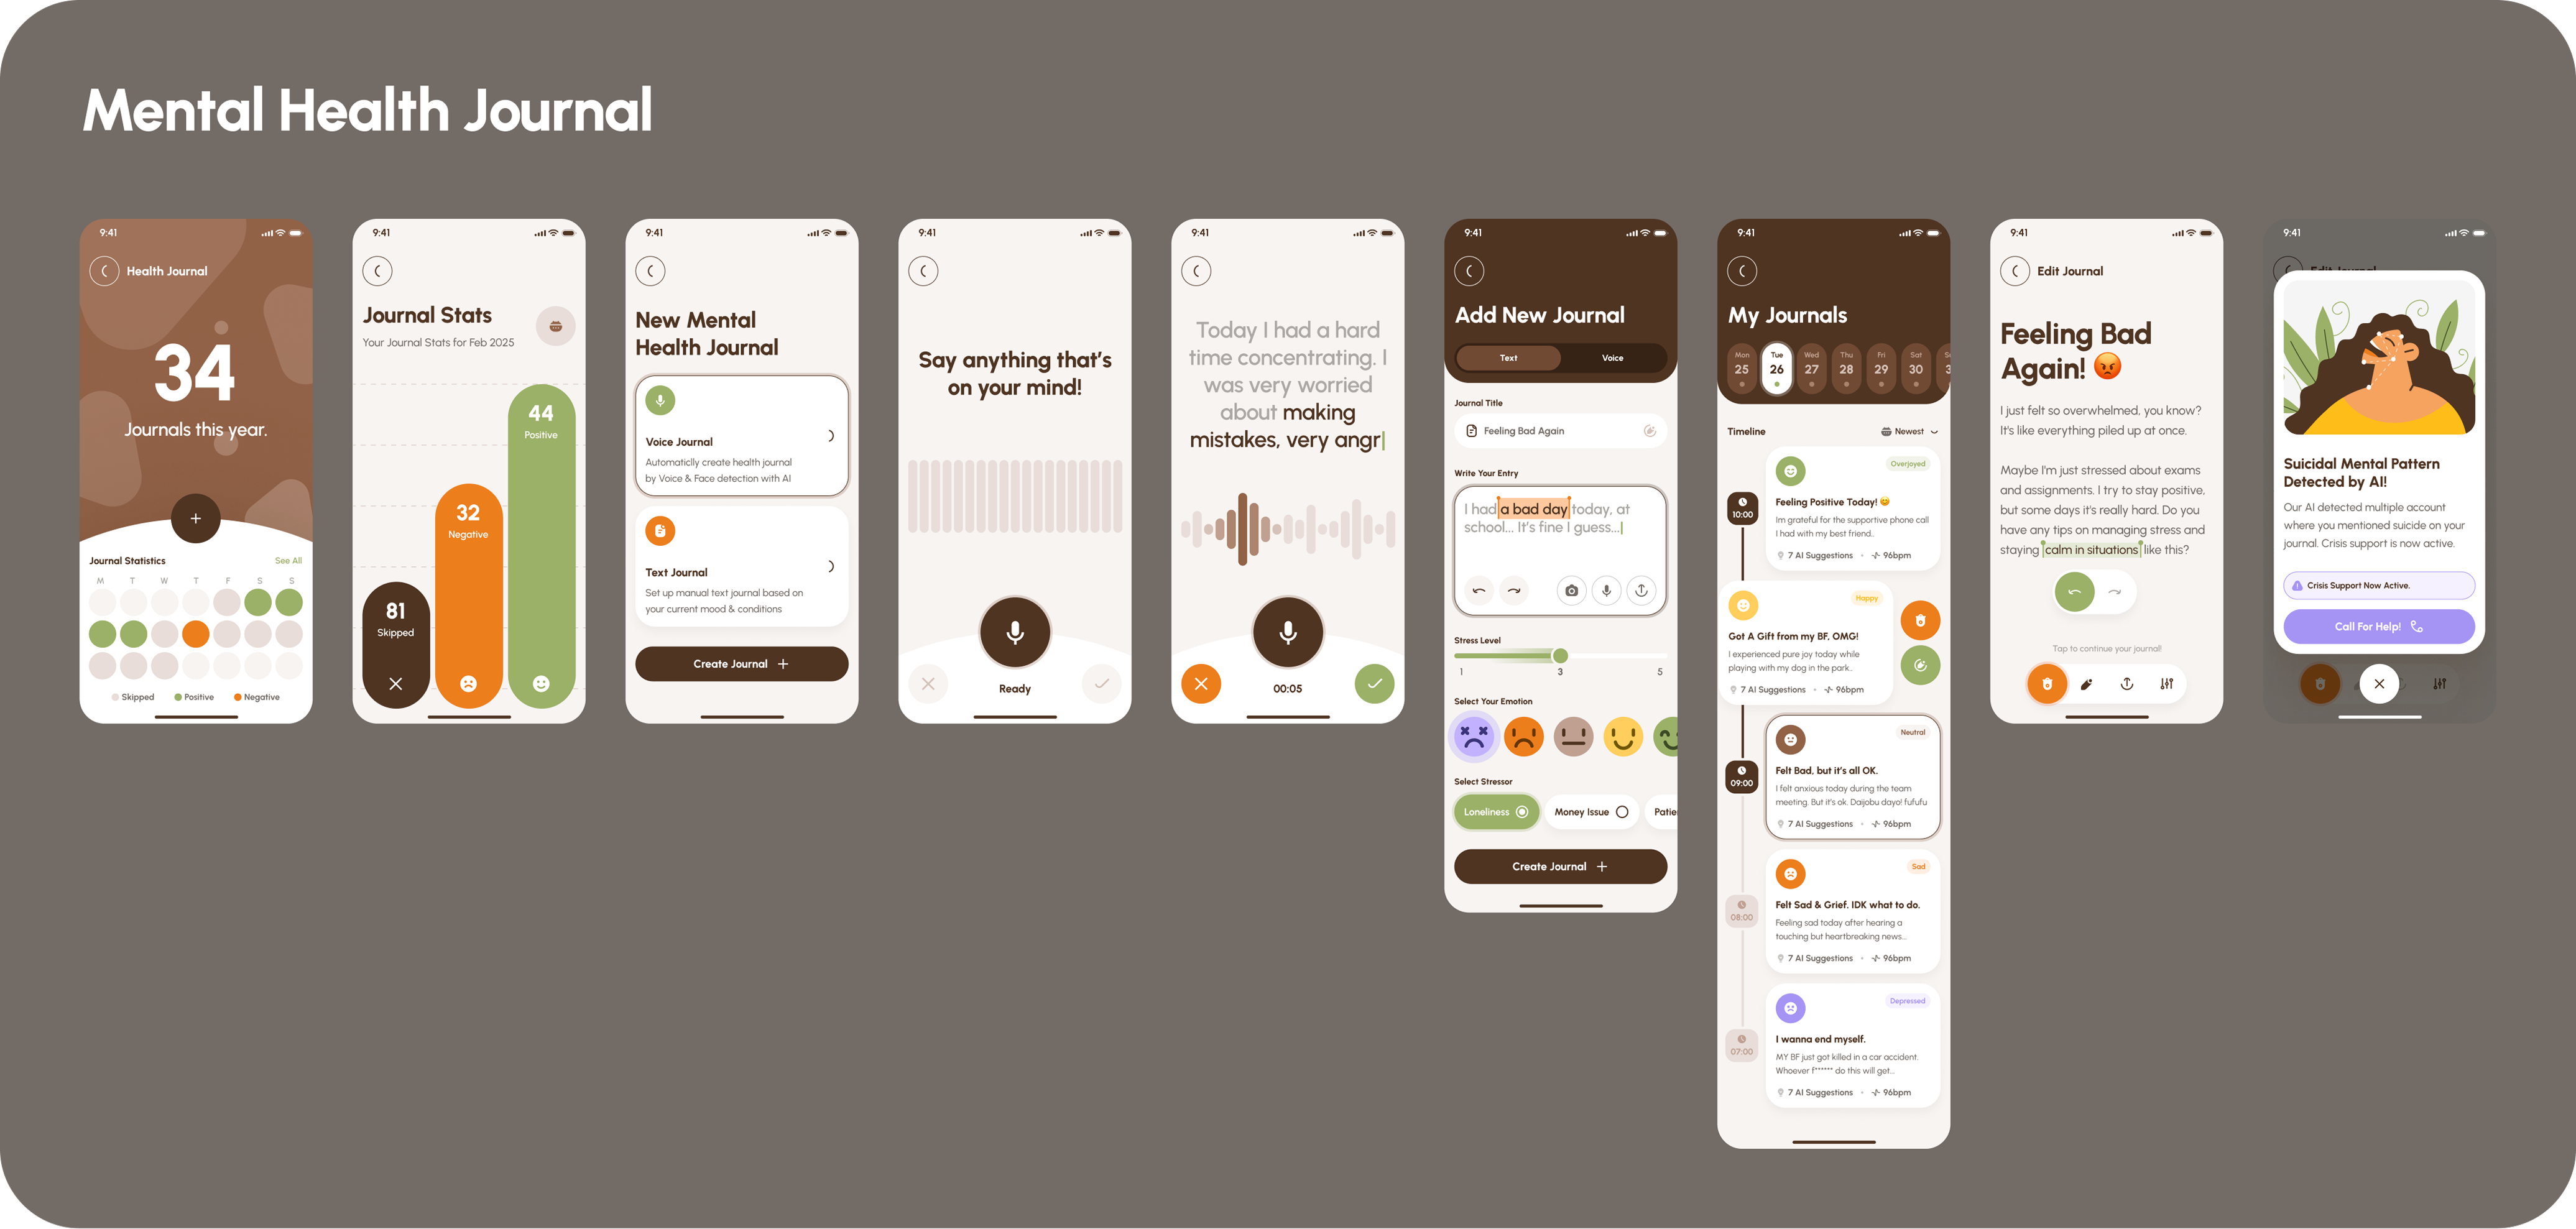 Mental Health Journal
9:41
Health Journal
34
Journals this year.
Journal Statistics
See All
M T W T F S S
Skipped Positive Negative
9:41
Journal Stats
Your Journal Stats for Feb 2025
81
Skipped
32
Negative
44
Positive
9:41
New Mental
Health Journal
Voice Journal
Automaticlly create health journal
by Voice & Face detection with AI
Text Journal
Set up manual text journal based on
your current mood & conditions
Create Journal
9:41
Say anything that's
on your mind!
Ready
9:41
Today I had a hard
time concentrating. I
was very worried
about making
mistakes, very angr
00:05
9:41
Add New Journal
Text Voice
Journal Title
Feeling Bad Again
Write Your Entry
I had a bad day today, at
school... It's fine I guess...
Stress Level
1 3 5
Select Your Emotion
Select Stressor
Loneliness Money Issue Patie
Create Journal
9:41
My Journals
Mon Tue Wed Thu Fri Sat S
25 26 27 28 29 30 3
Timeline
Newest
10:00
Overjoyed
Feeling Positive Today! 😊
Im grateful for the supportive phone call
I had with my best friend..
7 AI Suggestions • 96bpm
Happy
Got A Gift from my BF, OMG!
I experienced pure joy today while
playing with my dog in the park..
7 AI Suggestions • 96bpm
09:00
Neutral
Felt Bad, but it's all OK.
I felt anxious today during the team
meeting. But it's ok. Daijobu dayo! fufufu
7 AI Suggestions • 96bpm
08:00
Sad
Felt Sad & Grief. IDK what to do.
Feeling sad today after hearing a
touching but heartbreaking news...
7 AI Suggestions • 96bpm
07:00
Depressed
I wanna end myself.
MY BF just got killed in a car accident.
Whoever f****** do this will get..
7 AI Suggestions • 96bpm
9:41
Edit Journal
Feeling Bad
Again! 😡
I just felt so overwhelmed, you know?
It's like everything piled up at once.
Maybe I'm just stressed about exams
and assignments. I try to stay positive,
but some days it's really hard. Do you
have any tips on managing stress and
staying calm in situations like this?
Tap to continue your journal!
9:41
Edit Journal
Suicidal Mental Pattern
Detected by AI!
Our AI detected multiple account
where you mentioned suicide on your
journal. Crisis support is now active.
Crisis Support Now Active.
Call For Help!